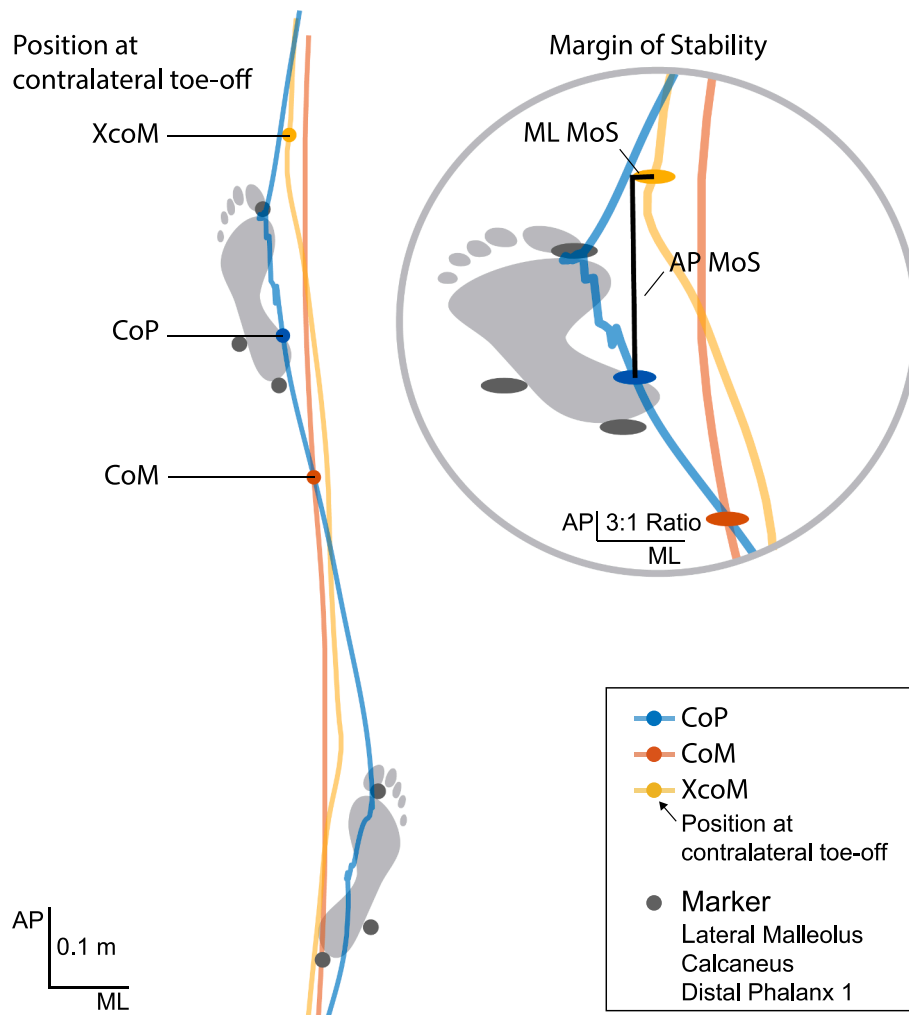 Position at
contralateral toe-off
XcoM
CoP
CoM
AP
0.1 m
ML
Margin of Stability
ML MoS
AP MoS
AP 3:1 Ratio
ML
CoP
CoM
XcoM
Position at
contralateral toe-off
Marker
Lateral Malleolus
Calcaneus
Distal Phalanx 1